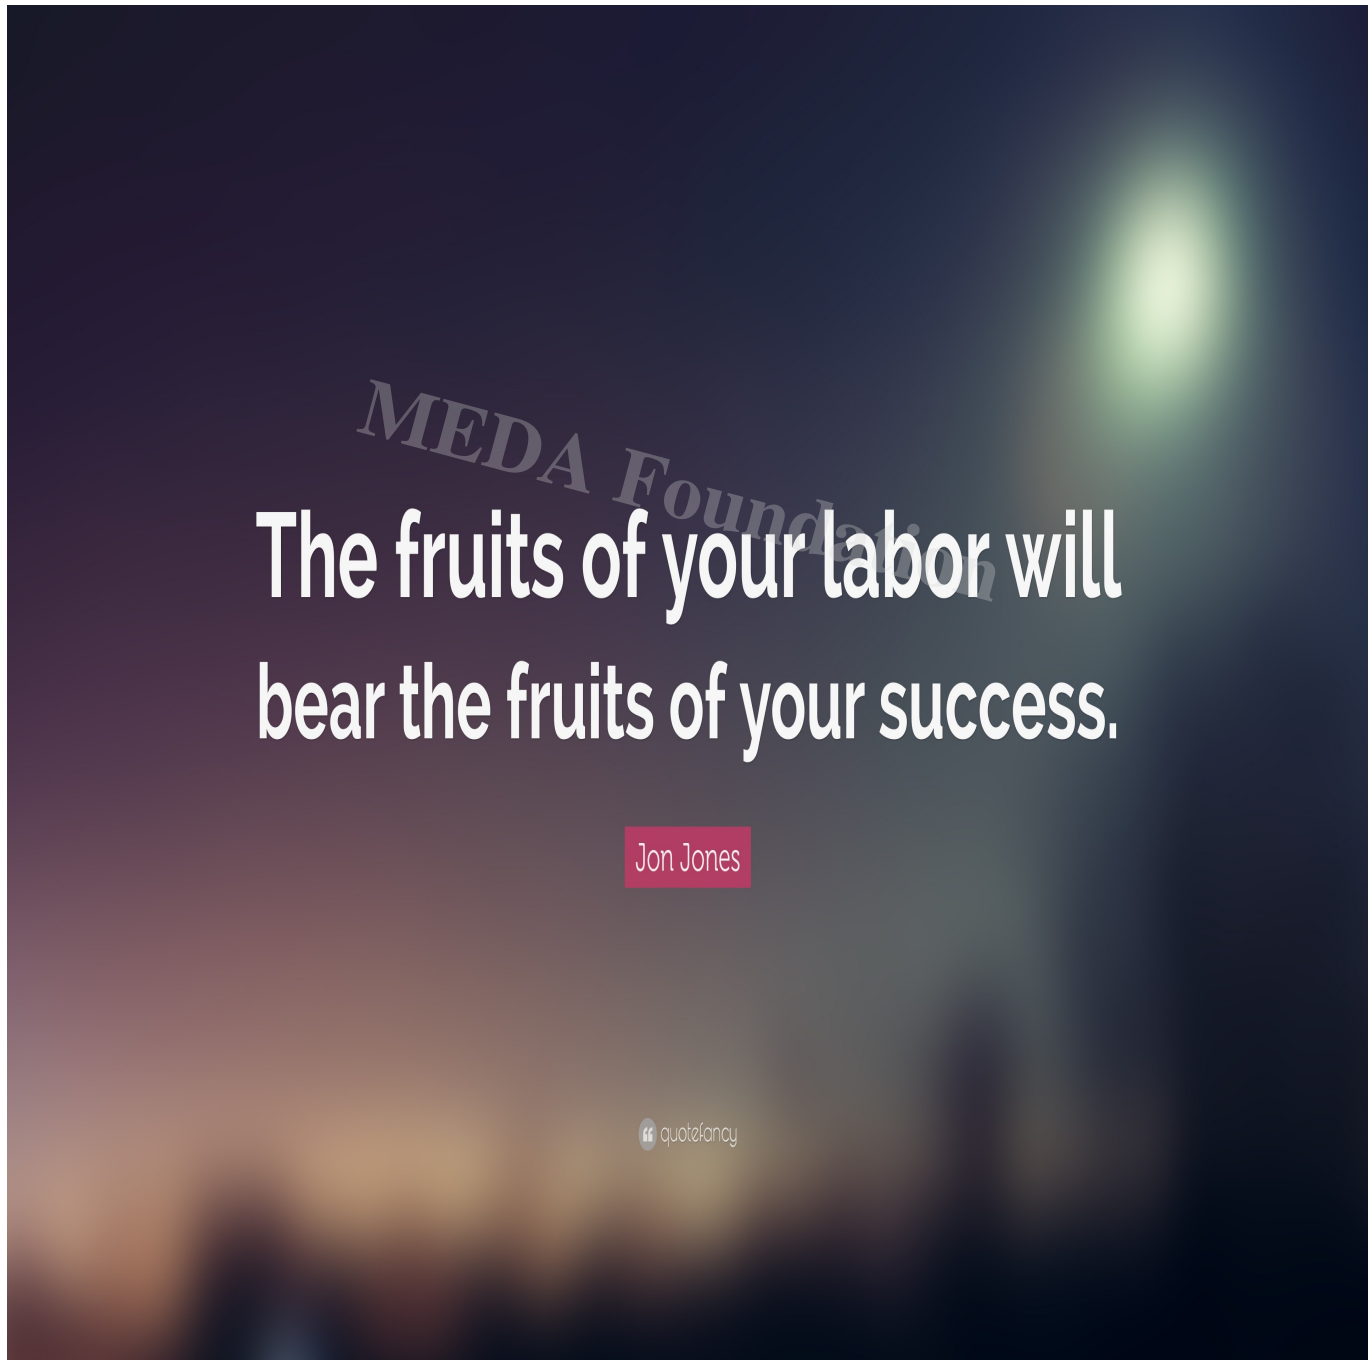 MEDA Foundation
The fruits of your labor will
bear the fruits of your success.
Jon Jones
quotefancy